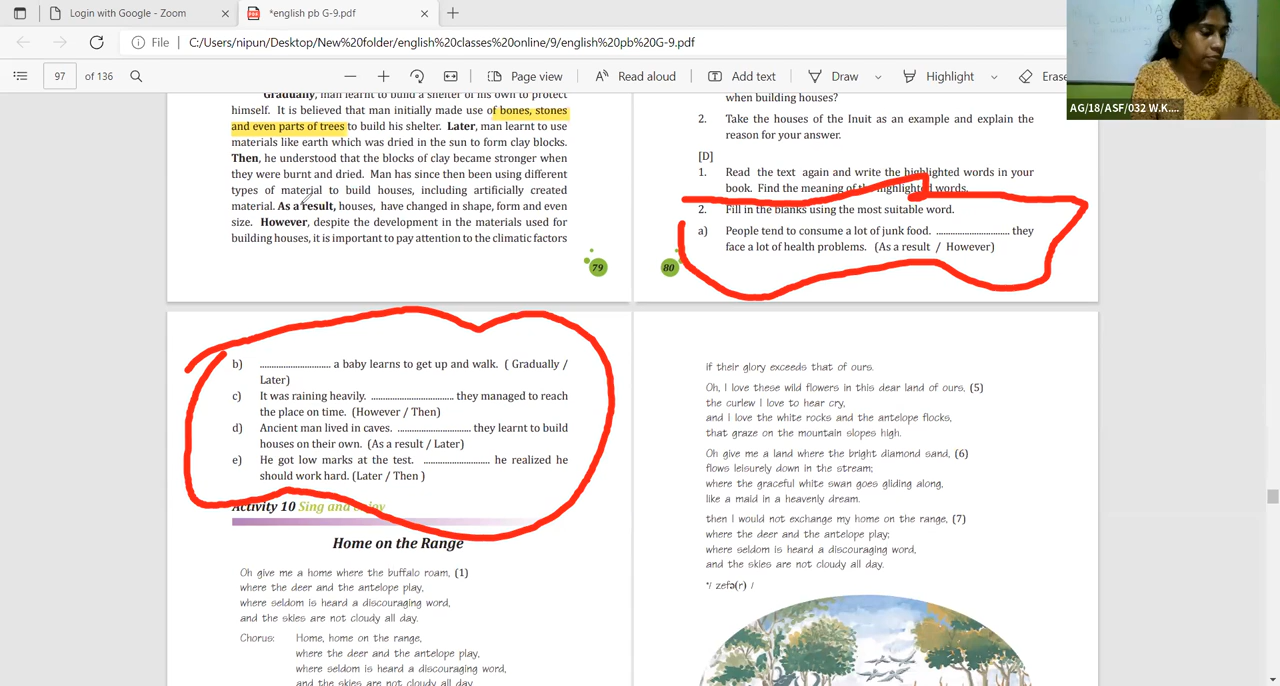 Login with Google - Zoom
*english pb G-9.pdf
File
C:/Users/nipun/Desktop/New%20folder/english%20classes%20online/9/english%20pb%20G-9.pdf
97 of 136
Page view
Read aloud
Add text
Draw
Highlight
Erase
AG/18/ASF/032 W.K....
Gradually, man learnt to build a shelter of his own to protect
himself. It is believed that man initially made use of bones, stones
and even parts of trees to build his shelter. Later, man learnt to use
materials like earth which was dried in the sun to form clay blocks.
Then, he understood that the blocks of clay became stronger when
they were burnt and dried. Man has since then been using different
types of material to build houses, including artificially created
material. As a result, houses, have changed in shape, form and even
size. However, despite the development in the materials used for
building houses, it is important to pay attention to the climatic factors
79
when building houses?
2. Take the houses of the Inuit as an example and explain the
reason for your answer.
[D]
1. Read the text again and write the highlighted words in your
book. Find the meaning of the highlighted words.
2. Fill in the blanks using the most suitable word.
a) People tend to consume a lot of junk food. ............................ they
face a lot of health problems. (As a result / However)
80
b) ........................... a baby learns to get up and walk. ( Gradually /
Later)
c) It was raining heavily. ................................ they managed to reach
the place on time. (However / Then)
d) Ancient man lived in caves. ............................ they learnt to build
houses on their own. (As a result / Later)
e) He got low marks at the test. ......................... he realized he
should work hard. (Later / Then )
Activity 10 Sing and enjoy
Home on the Range
Oh give me a home where the buffalo roam, (1)
where the deer and the antelope play,
where seldom is heard a discouraging word,
and the skies are not cloudy all day.
Chorus: Home, home on the range,
where the deer and the antelope play,
where seldom is heard a discouraging word,
and the skies are not cloudy all day.
if their glory exceeds that of ours.
Oh, I love these wild flowers in this dear land of ours, (5)
the curlew I love to hear cry,
and I love the white rocks and the antelope flocks,
that graze on the mountain slopes high.
Oh give me a land where the bright diamond sand, (6)
flows leisurely down in the stream;
where the graceful white swan goes gliding along,
like a maid in a heavenly dream.
then I would not exchange my home on the range, (7)
where the deer and the antelope play;
where seldom is heard a discouraging word,
and the skies are not cloudy all day.
*/ zefə(r) /